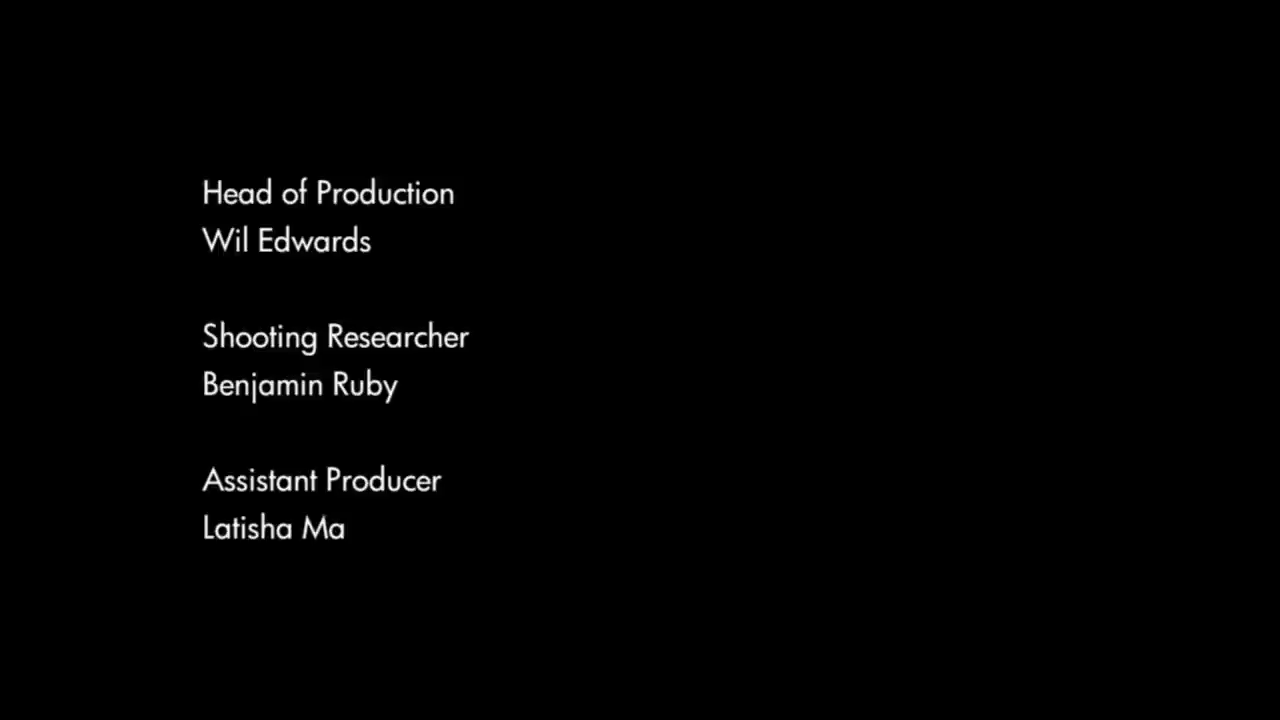 Head of Production
Wil Edwards
Shooting Researcher
Benjamin Ruby
Assistant Producer
Latisha Ma